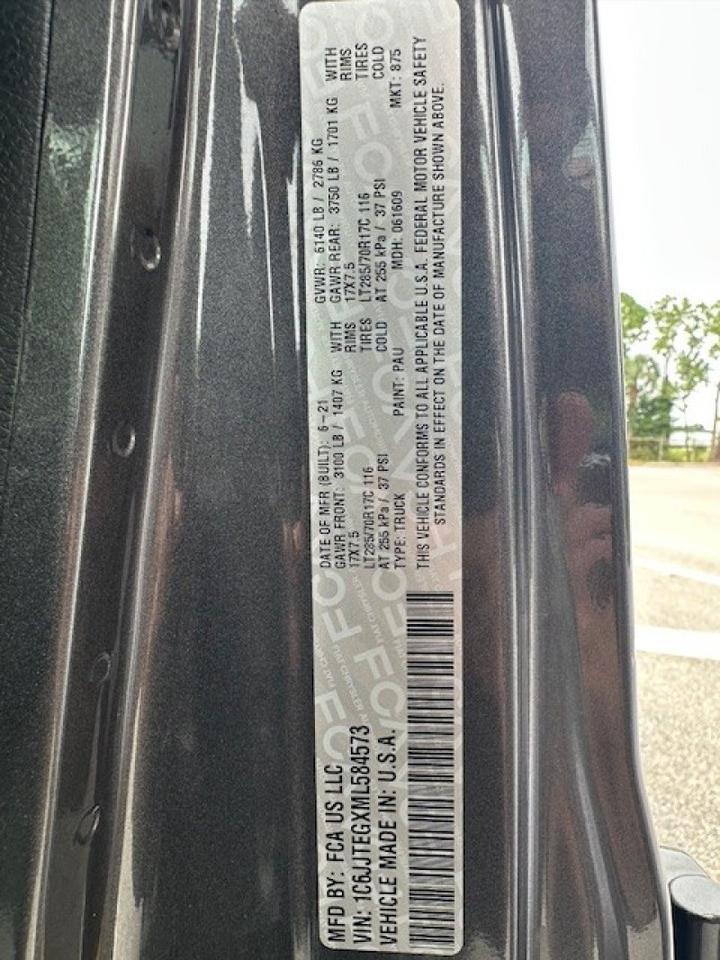 MFD BY: FCA US LLC
VIN: 1C6JJTEGXML584573
VEHICLE MADE IN: U.S.A.
DATE OF MFR (BUILT): 6-21 GVWR: 6140 LB / 2786 KG
GAWR FRONT: 3100 LB / 1407 KG WITH GAWR REAR: 3750 LB / 1701 KG WITH
17X7.5 RIMS 17X7.5 RIMS
LT285/70R17C 116 TIRES LT285/70R17C 116 TIRES
AT 255 kPa / 37 PSI COLD AT 255 kPa / 37 PSI COLD
TYPE: TRUCK PAINT: PAU MDH: 061609 MKT: 875
THIS VEHICLE CONFORMS TO ALL APPLICABLE U.S.A. FEDERAL MOTOR VEHICLE SAFETY
STANDARDS IN EFFECT ON THE DATE OF MANUFACTURE SHOWN ABOVE.